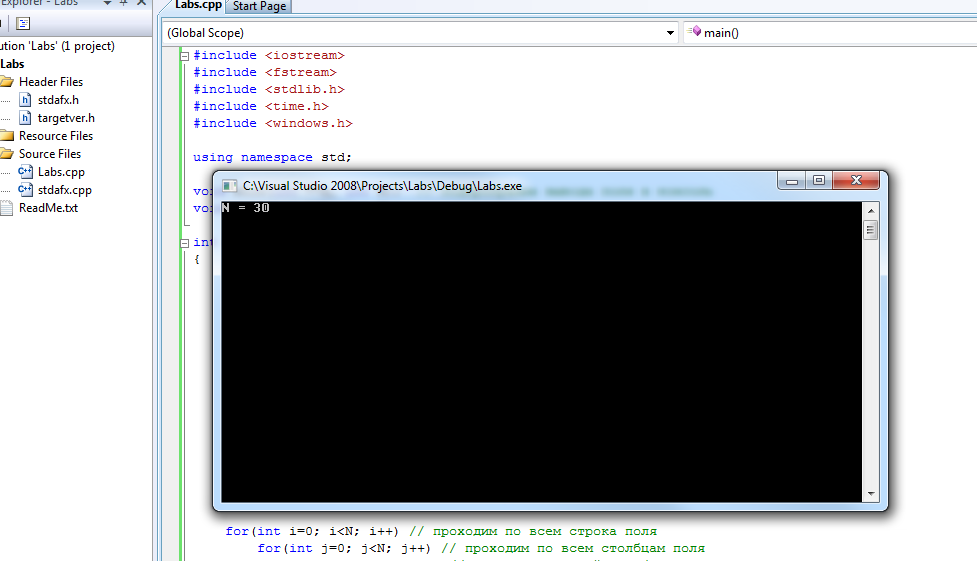 Explorer - Labs
ution 'Labs' (1 project)
Labs
Header Files
stdafx.h
targetver.h
Resource Files
Source Files
Labs.cpp
stdafx.cpp
ReadMe.txt
Labs.cpp Start Page
(Global Scope) main()
#include <iostream>
#include <fstream>
#include <stdlib.h>
#include <time.h>
#include <windows.h>
using namespace std;
C:\Visual Studio 2008\Projects\Labs\Debug\Labs.exe
voi
voi
N = 30
int
{
for(int i=0; i<N; i++) // проходим по всем строка поля
for(int j=0; j<N; j++) // проходим по всем столбцам поля